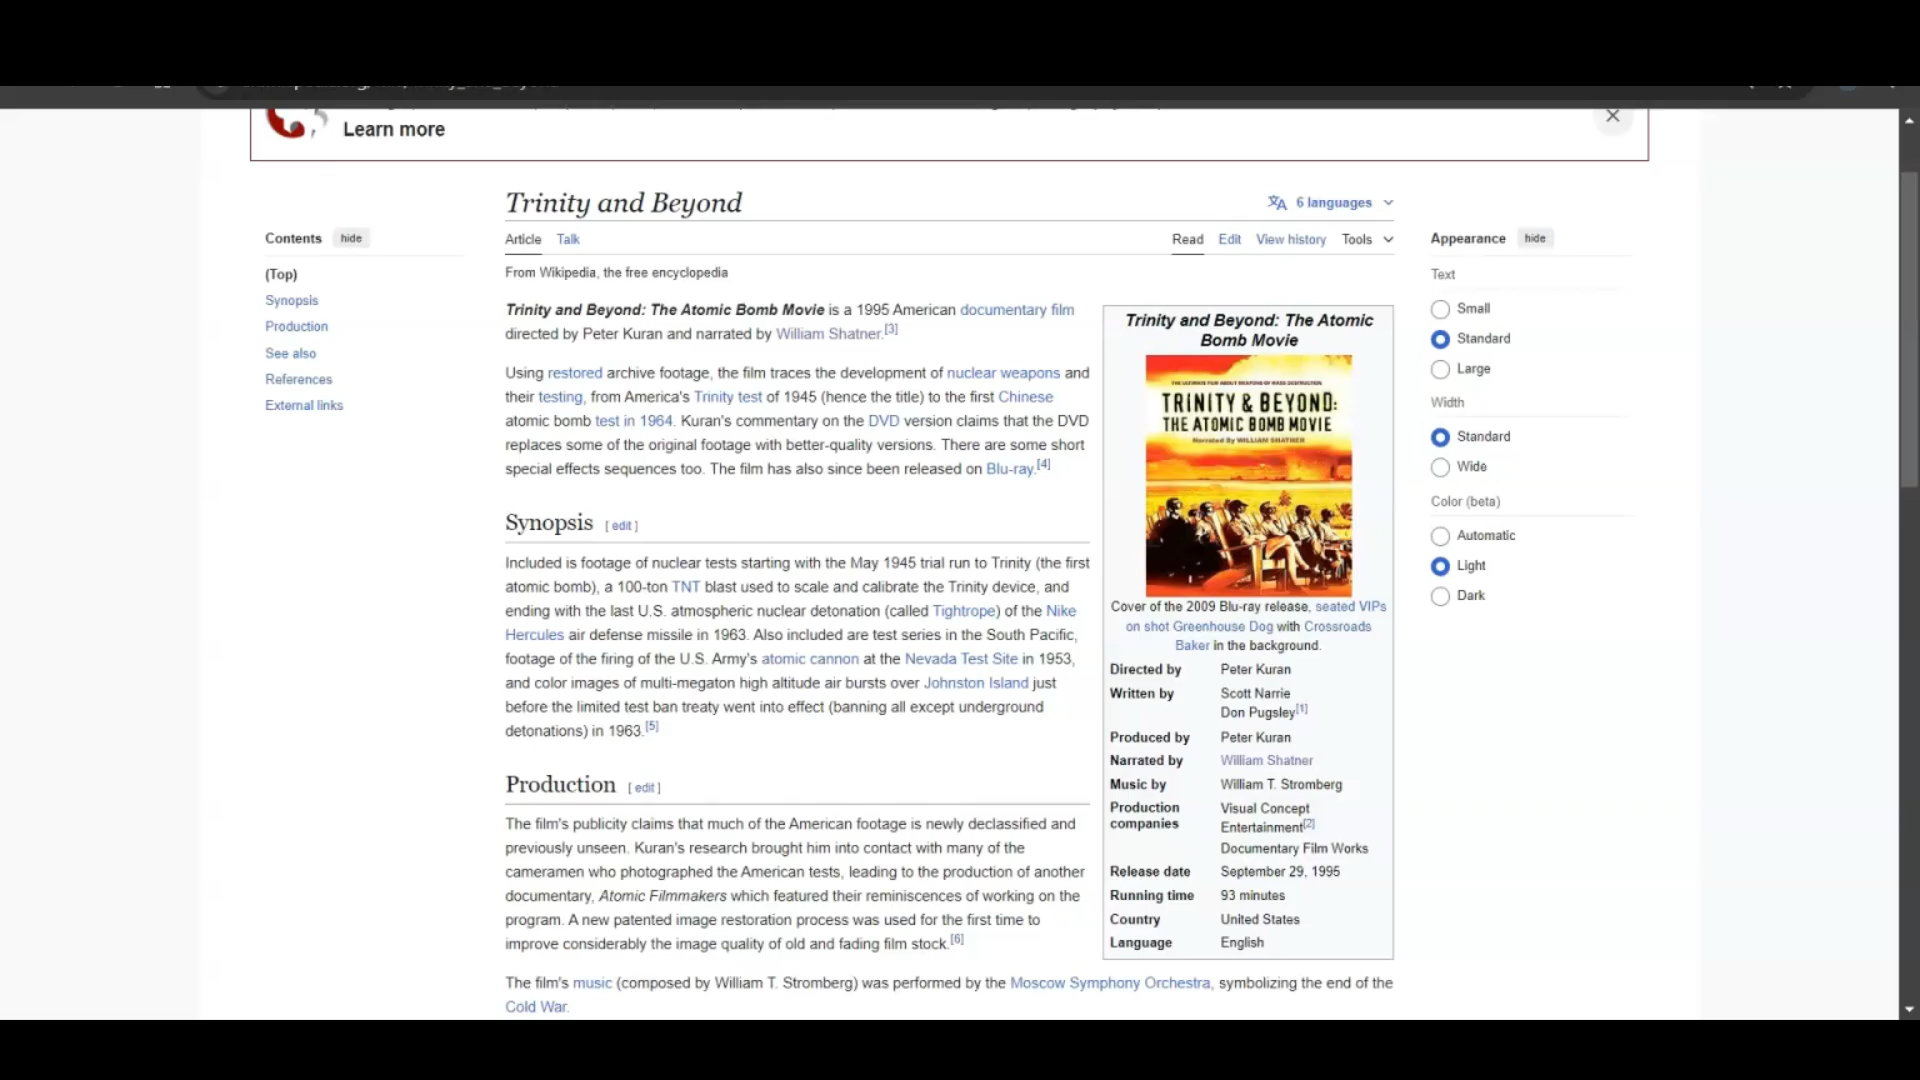 Learn more
Trinity and Beyond
6 languages
Contents hide
(Top)
Synopsis
Production
See also
References
External links
Article Talk
Read Edit View history Tools
From Wikipedia, the free encyclopedia
Trinity and Beyond: The Atomic Bomb Movie is a 1995 American documentary film
directed by Peter Kuran and narrated by William Shatner.[3]
Using restored archive footage, the film traces the development of nuclear weapons and
their testing, from America's Trinity test of 1945 (hence the title) to the first Chinese
atomic bomb test in 1964. Kuran's commentary on the DVD version claims that the DVD
replaces some of the original footage with better-quality versions. There are some short
special effects sequences too. The film has also since been released on Blu-ray.[4]
Synopsis [ edit ]
Included is footage of nuclear tests starting with the May 1945 trial run to Trinity (the first
atomic bomb), a 100-ton TNT blast used to scale and calibrate the Trinity device, and
ending with the last U.S. atmospheric nuclear detonation (called Tightrope) of the Nike
Hercules air defense missile in 1963. Also included are test series in the South Pacific,
footage of the firing of the U.S. Army's atomic cannon at the Nevada Test Site in 1953,
and color images of multi-megaton high altitude air bursts over Johnston Island just
before the limited test ban treaty went into effect (banning all except underground
detonations) in 1963.[5]
Production [ edit ]
The film's publicity claims that much of the American footage is newly declassified and
previously unseen. Kuran's research brought him into contact with many of the
cameramen who photographed the American tests, leading to the production of another
documentary, Atomic Filmmakers which featured their reminiscences of working on the
program. A new patented image restoration process was used for the first time to
improve considerably the image quality of old and fading film stock.[6]
The film's music (composed by William T. Stromberg) was performed by the Moscow Symphony Orchestra, symbolizing the end of the
Cold War.
Trinity and Beyond: The Atomic
Bomb Movie
THE ULTIMATE FILM ABOUT WEAPONS OF MASS DESTRUCTION
TRINITY & BEYOND:
THE ATOMIC BOMB MOVIE
Narrated By WILLIAM SHATNER
Cover of the 2009 Blu-ray release, seated VIPs
on shot Greenhouse Dog with Crossroads
Baker in the background.
Directed by Peter Kuran
Written by Scott Narrie
Don Pugsley[1]
Produced by Peter Kuran
Narrated by William Shatner
Music by William T. Stromberg
Production companies Visual Concept
Entertainment[2]
Documentary Film Works
Release date September 29, 1995
Running time 93 minutes
Country United States
Language English
Appearance hide
Text
Small
Standard
Large
Width
Standard
Wide
Color (beta)
Automatic
Light
Dark